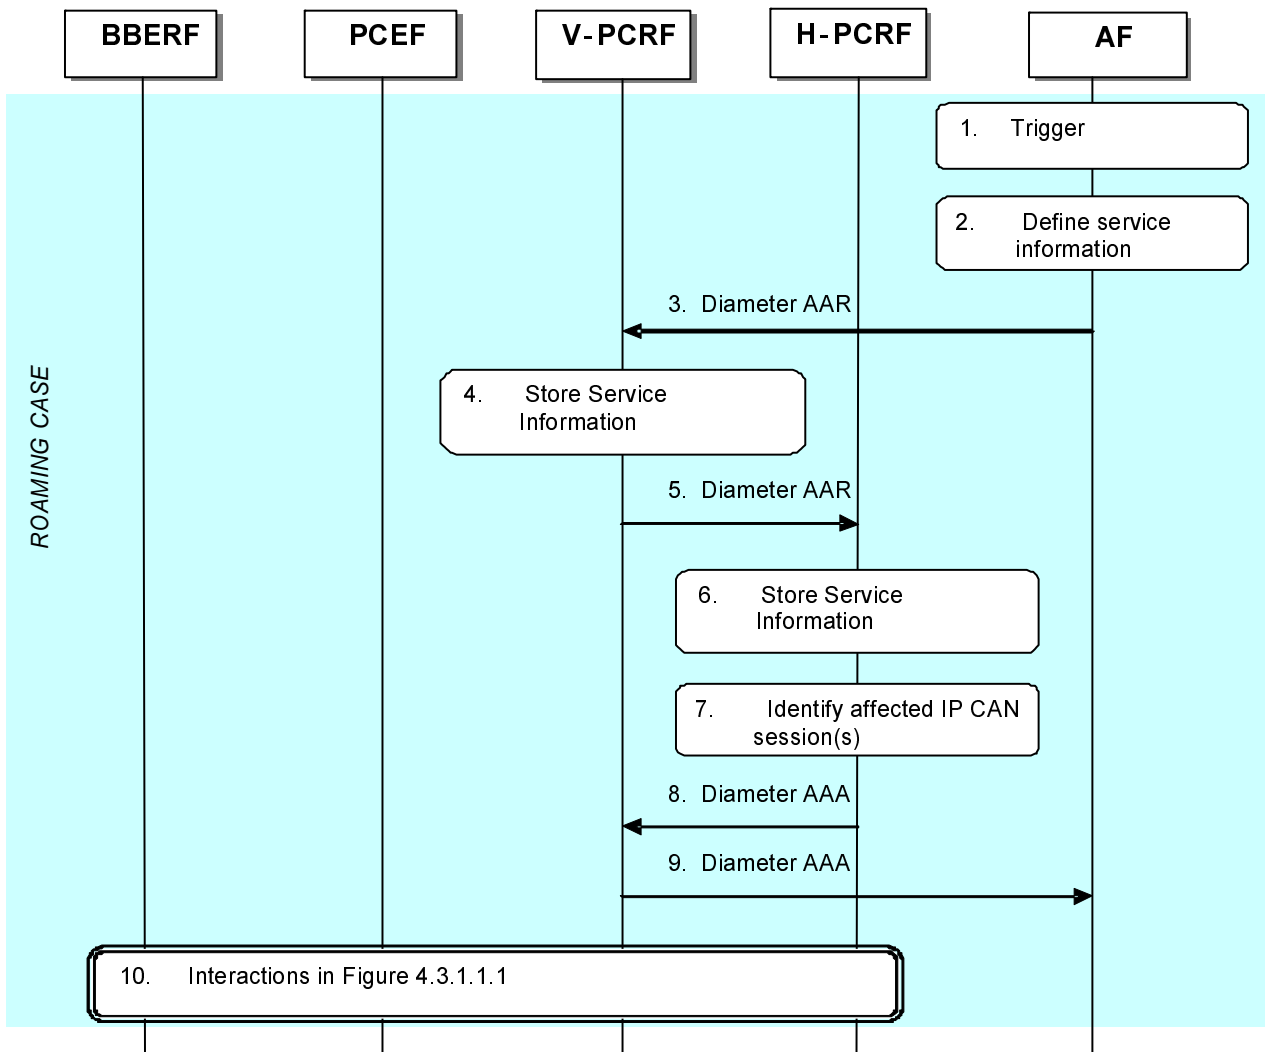 BBERF
PCEF
V-PCRF
H-PCRF
AF
1. Trigger
2. Define service
information
3. Diameter AAR
ROAMING CASE
4. Store Service
Information
5. Diameter AAR
6. Store Service
Information
7. Identify affected IP CAN
session(s)
8. Diameter AAA
9. Diameter AAA
10. Interactions in Figure 4.3.1.1.1